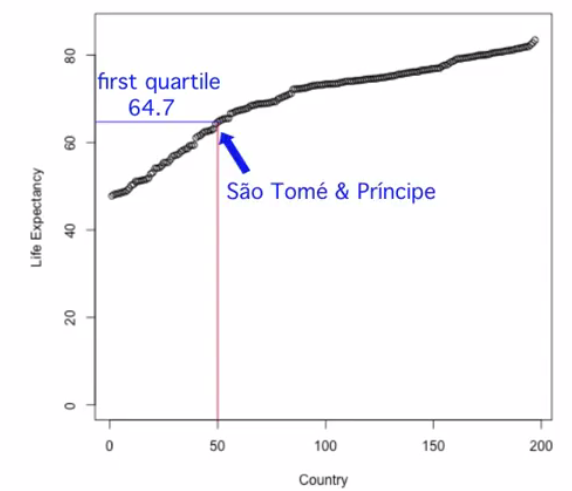 80
first quartile
64.7
60
São Tomé & Príncipe
40
20
0
Life Expectancy
0 50 100 150 200
Country